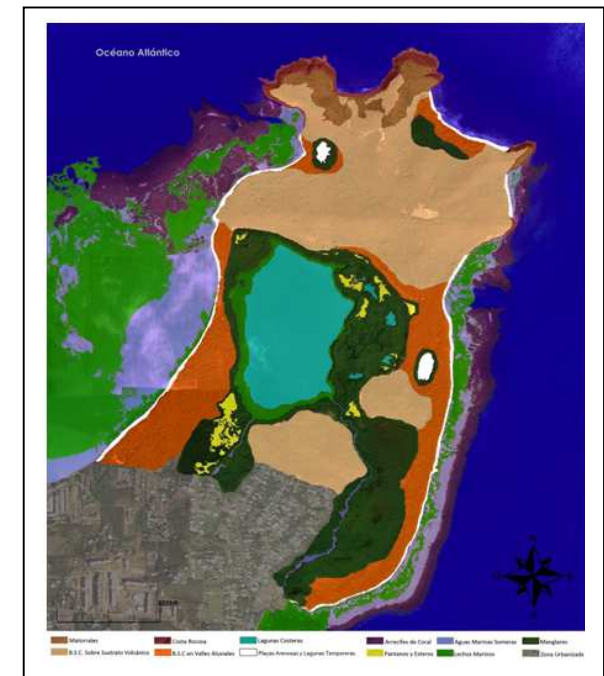 Océano Atlántico
Matorrales
Costa Rocosa
Lagunas Costeras
Arrecifes de Coral
Aguas Marinas Someras
Manglares
B.S.C. Sobre Sustrato Volcánico
B.S.C en Valles Aluviales
Playas Arenosas y Lagunas Temporeras
Pantanos y Esteros
Lechos Marinos
Zona Urbanizada